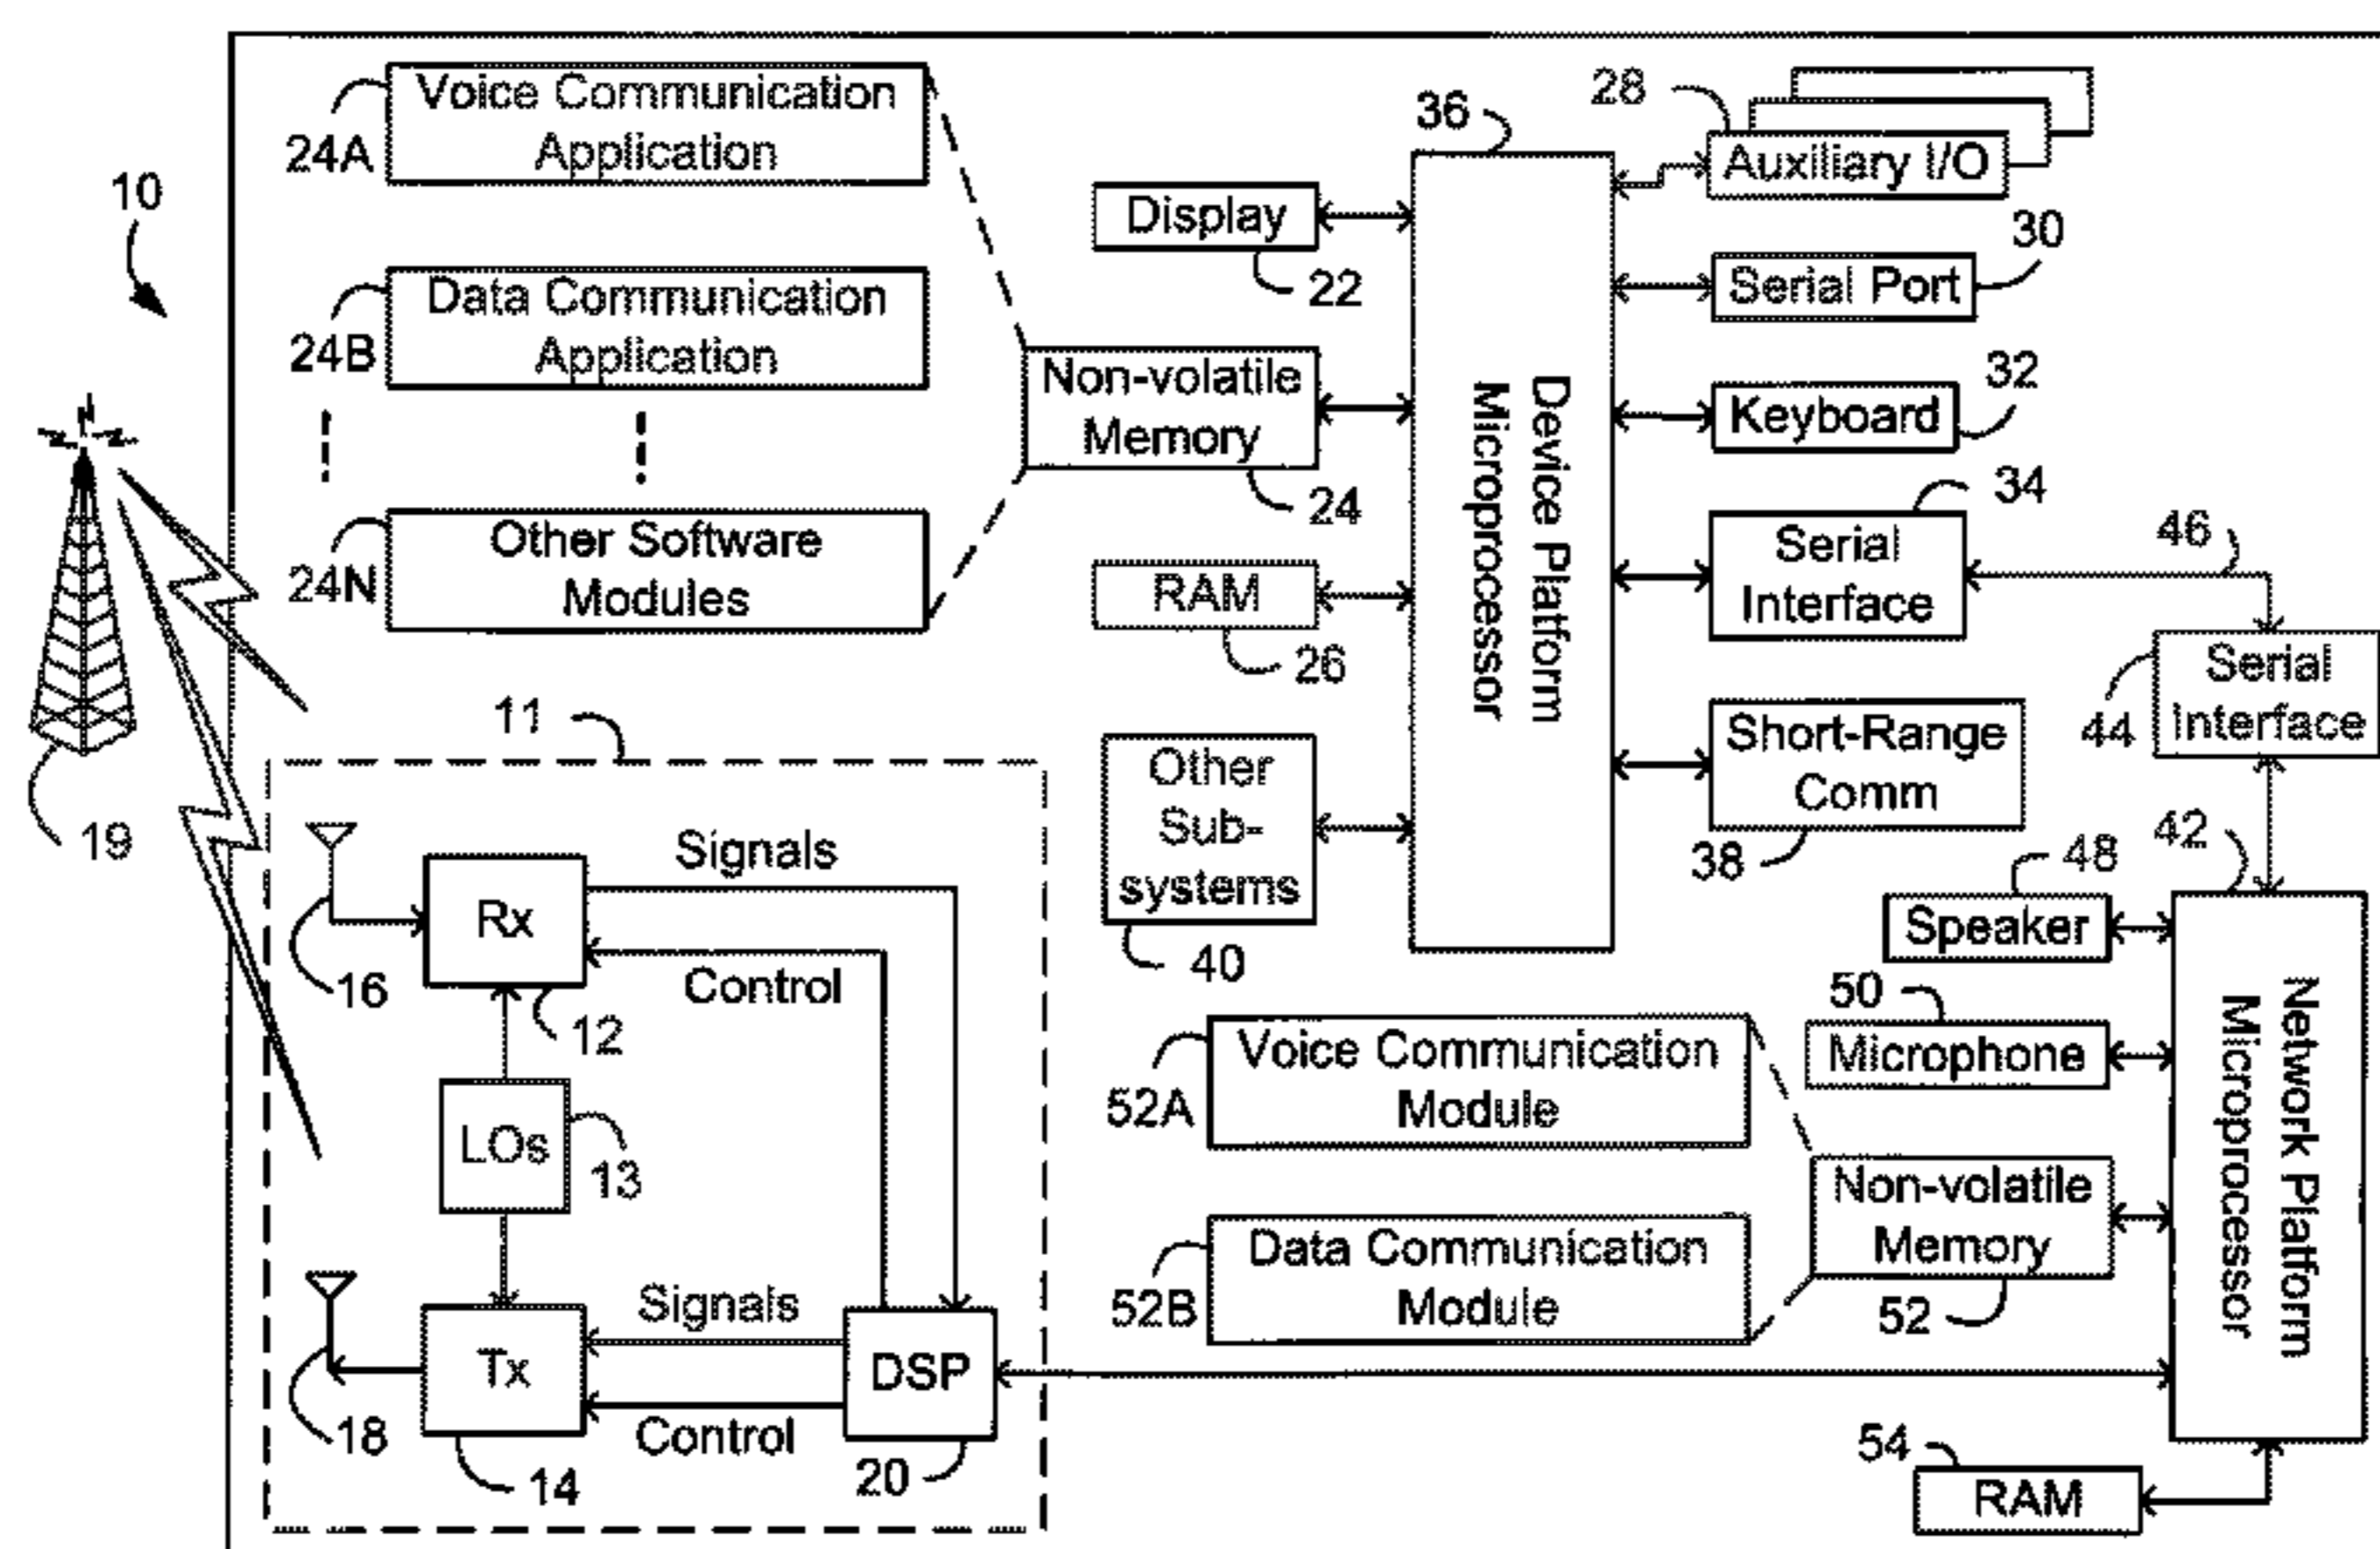 Voice Communication
Application
24A
10
Data Communication
Application
24B
Other Software
Modules
24N
19
Display
22
Non-volatile
Memory
24
RAM
26
Other
Sub-
systems
40
36
Device Platform
Microprocessor
28
Auxiliary I/O
30
Serial Port
32
Keyboard
34
Serial
Interface
46
Serial
Interface
44
Short-Range
Comm
38
42
48
Speaker
50
Microphone
Network Platform
Microprocessor
Voice Communication
Module
52A
Non-volatile
Memory
52
Data Communication
Module
52B
54
RAM
11
Signals
Rx
16
Control
12
LOs
13
Signals
Tx
DSP
18
Control
14
20